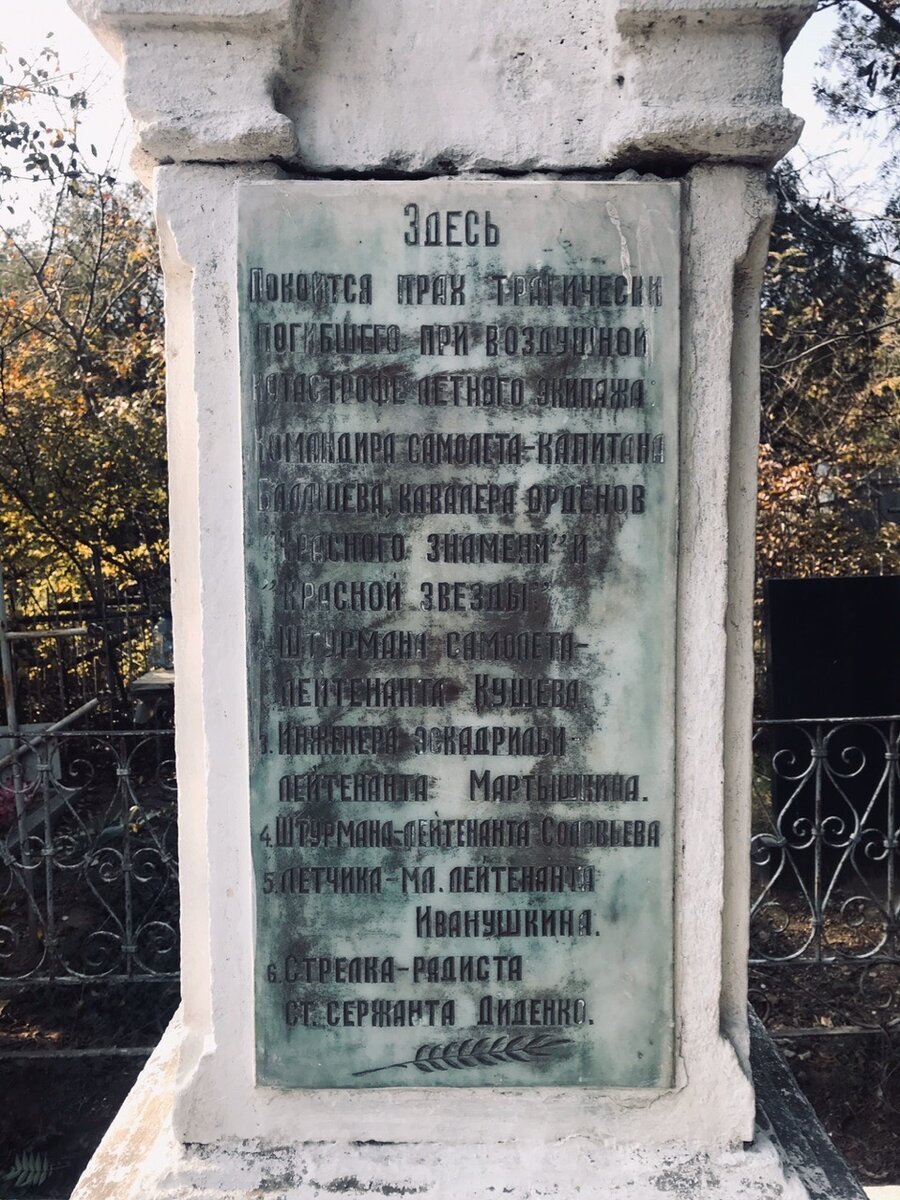 Здесь
покоится прах трагически
погибшего при воздушной
катастрофе летнего экипяжа:
командира самолета-капитана
Балашева, кавалера орденов
"Красного знамени" и
"Красной звезды"
Штурмана самолета-
лейтенанта Кушева
3. Инженера эскадрильи-
лейтенанта Мартышкина.
4. Штурмана-лейтенанта Соловьева
5. летчика-мл. лейтенанта
Иванушкина.
6. Стрелка-радиста
ст. сержанта Диденко.